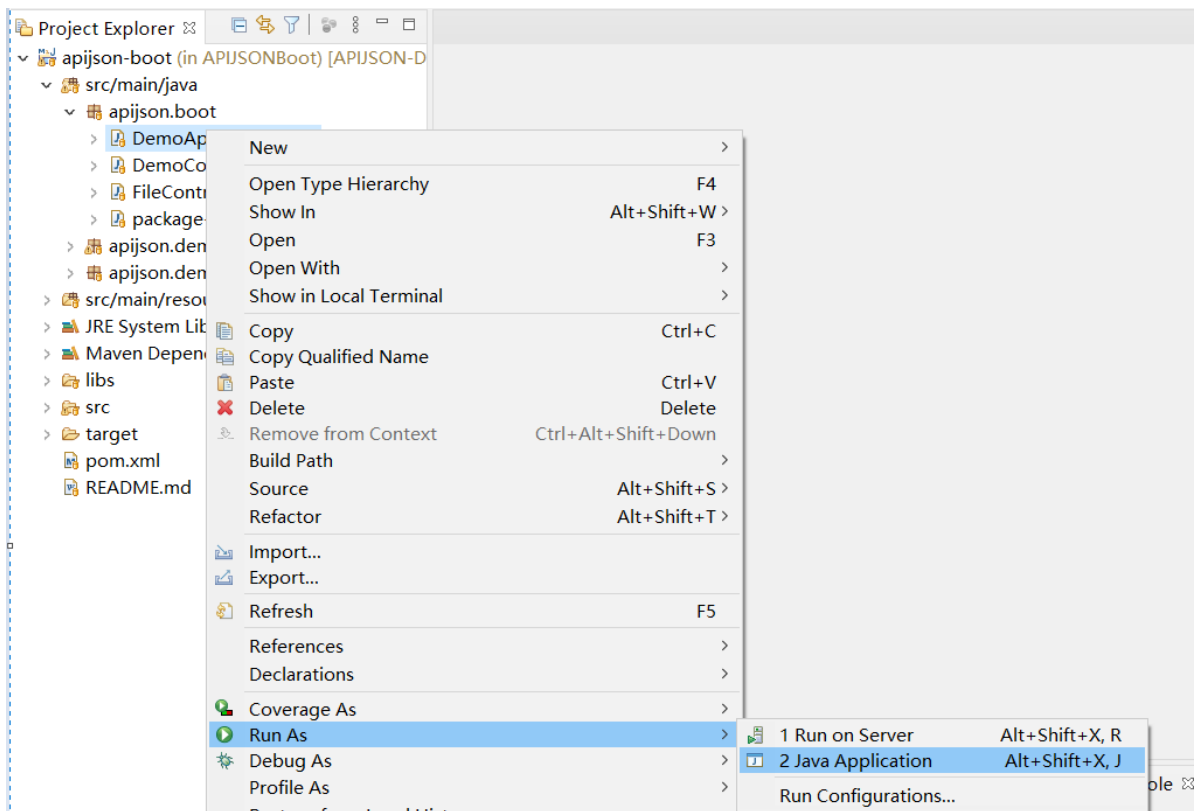 Project Explorer
apijson-boot (in APIJSONBoot) [APIJSON-D
src/main/java
apijson.boot
DemoAp
DemoCo
FileContr
package-
apijson.dem
apijson.dem
src/main/resou
JRE System Lib
Maven Depend
libs
src
target
pom.xml
README.md
New
Open Type Hierarchy F4
Show In Alt+Shift+W
Open F3
Open With
Show in Local Terminal
Copy Ctrl+C
Copy Qualified Name
Paste Ctrl+V
Delete Delete
Remove from Context Ctrl+Alt+Shift+Down
Build Path
Source Alt+Shift+S
Refactor Alt+Shift+T
Import...
Export...
Refresh F5
References
Declarations
Coverage As
Run As
Debug As
Profile As
1 Run on Server Alt+Shift+X, R
2 Java Application Alt+Shift+X, J
Run Configurations...
ole